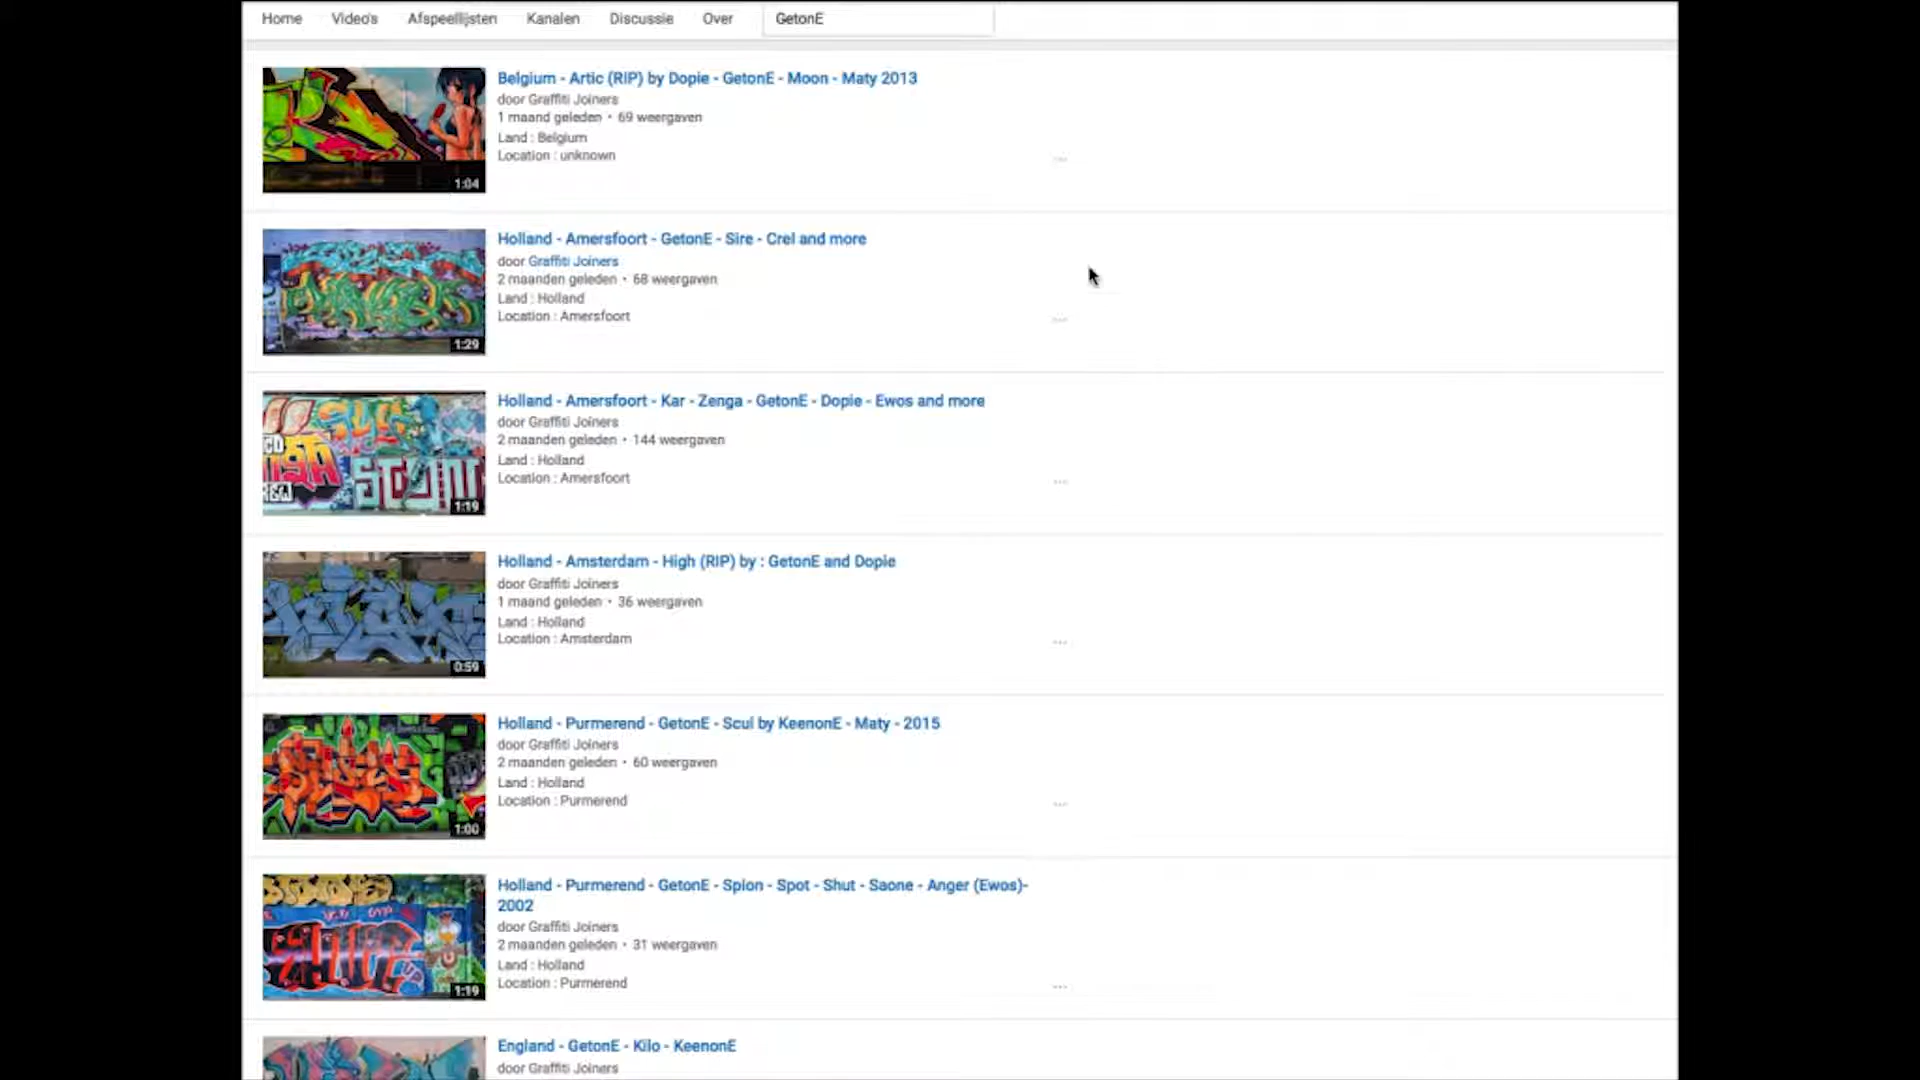 Home Video's Afspeellijsten Kanalen Discussie Over GetonE
Belgium - Artic (RIP) by Dopie - GetonE - Moon - Maty 2013
door Graffiti Joiners
1 maand geleden • 69 weergaven
Land : Belgium
Location : unknown
1:04
Holland - Amersfoort - GetonE - Sire - Crel and more
door Graffiti Joiners
2 maanden geleden • 68 weergaven
Land : Holland
Location : Amersfoort
1:29
Holland - Amersfoort - Kar - Zenga - GetonE - Dopie - Ewos and more
door Graffiti Joiners
2 maanden geleden • 144 weergaven
Land : Holland
Location : Amersfoort
1:19
Holland - Amsterdam - High (RIP) by : GetonE and Dopie
door Graffiti Joiners
1 maand geleden • 36 weergaven
Land : Holland
Location : Amsterdam
0:59
Holland - Purmerend - GetonE - Scul by KeenonE - Maty - 2015
door Graffiti Joiners
2 maanden geleden • 60 weergaven
Land : Holland
Location : Purmerend
1:00
Holland - Purmerend - GetonE - Spion - Spot - Shut - Saone - Anger (Ewos)-
2002
door Graffiti Joiners
2 maanden geleden • 31 weergaven
Land : Holland
Location : Purmerend
1:19
England - GetonE - Kilo - KeenonE
door Graffiti Joiners